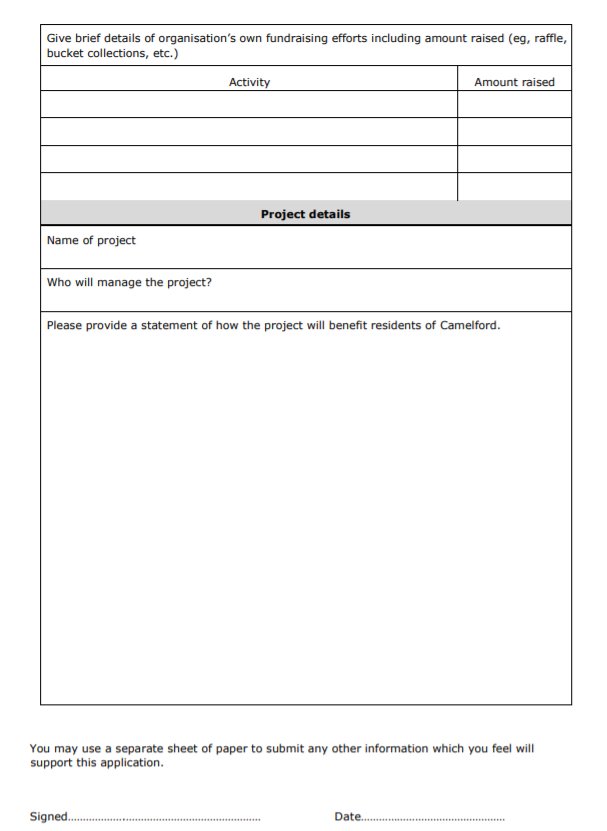 Give brief details of organisation's own fundraising efforts including amount raised (eg, raffle,
bucket collections, etc.)
Activity Amount raised
Project details
Name of project
Who will manage the project?
Please provide a statement of how the project will benefit residents of Camelford.
You may use a separate sheet of paper to submit any other information which you feel will
support this application.
Signed................................................................ Date................................................